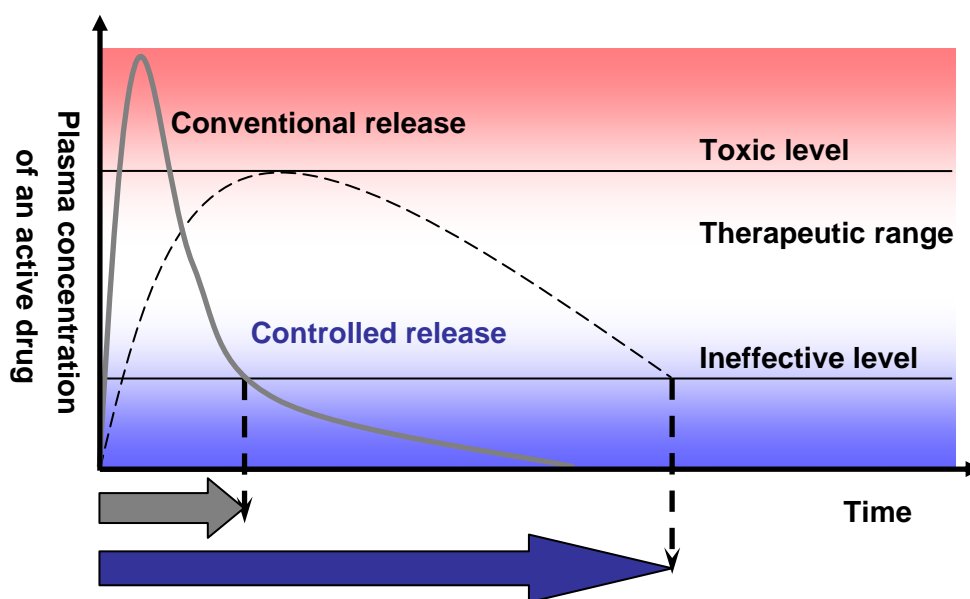 Plasma concentration
of an active drug
Conventional release
Toxic level
Therapeutic range
Controlled release
Ineffective level
Time